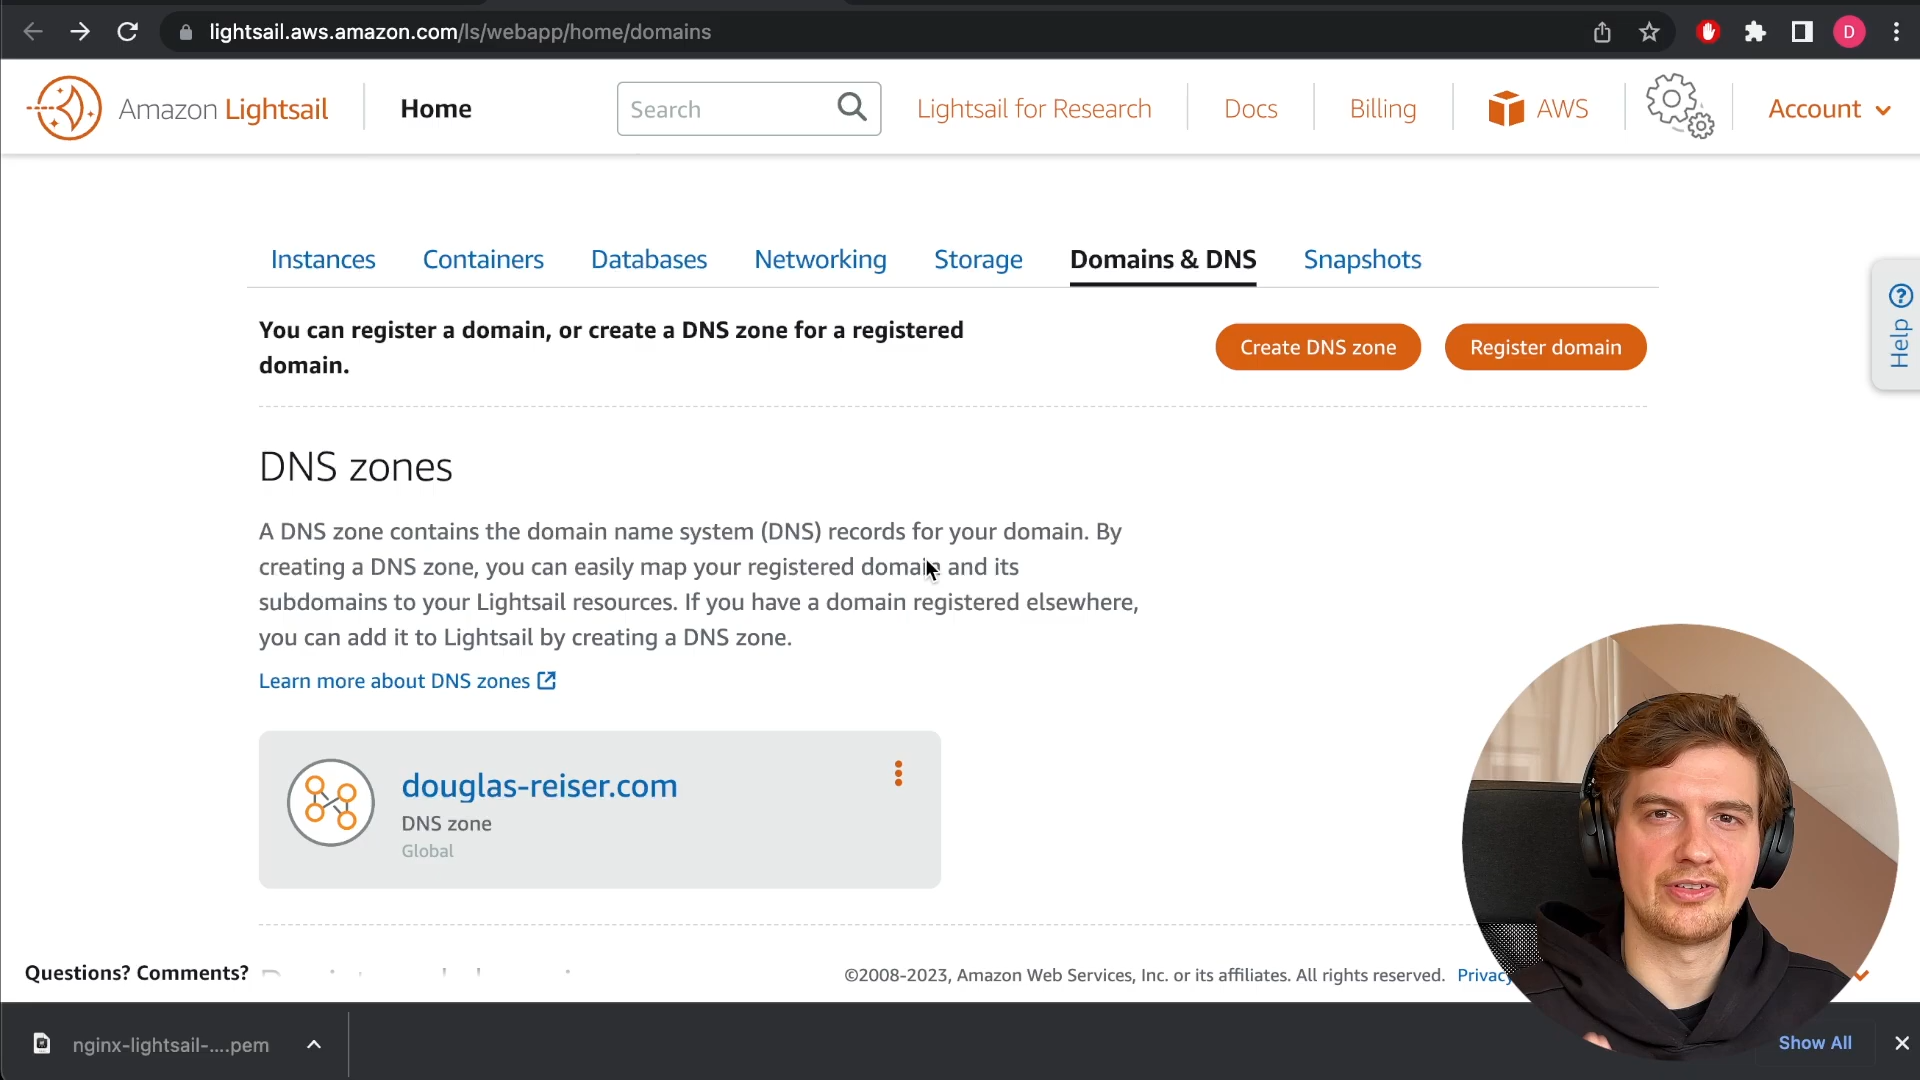 lightsail.aws.amazon.com/ls/webapp/home/domains
D
Amazon Lightsail
Home
Search
Lightsail for Research
Docs
Billing
AWS
Account
Instances
Containers
Databases
Networking
Storage
Domains & DNS
Snapshots
Help
You can register a domain, or create a DNS zone for a registered
domain.
Create DNS zone
Register domain
DNS zones
A DNS zone contains the domain name system (DNS) records for your domain. By
creating a DNS zone, you can easily map your registered domain and its
subdomains to your Lightsail resources. If you have a domain registered elsewhere,
you can add it to Lightsail by creating a DNS zone.
Learn more about DNS zones
douglas-reiser.com
DNS zone
Global
Questions? Comments?
©2008-2023, Amazon Web Services, Inc. or its affiliates. All rights reserved.
Privacy
nginx-lightsail-....pem
Show All